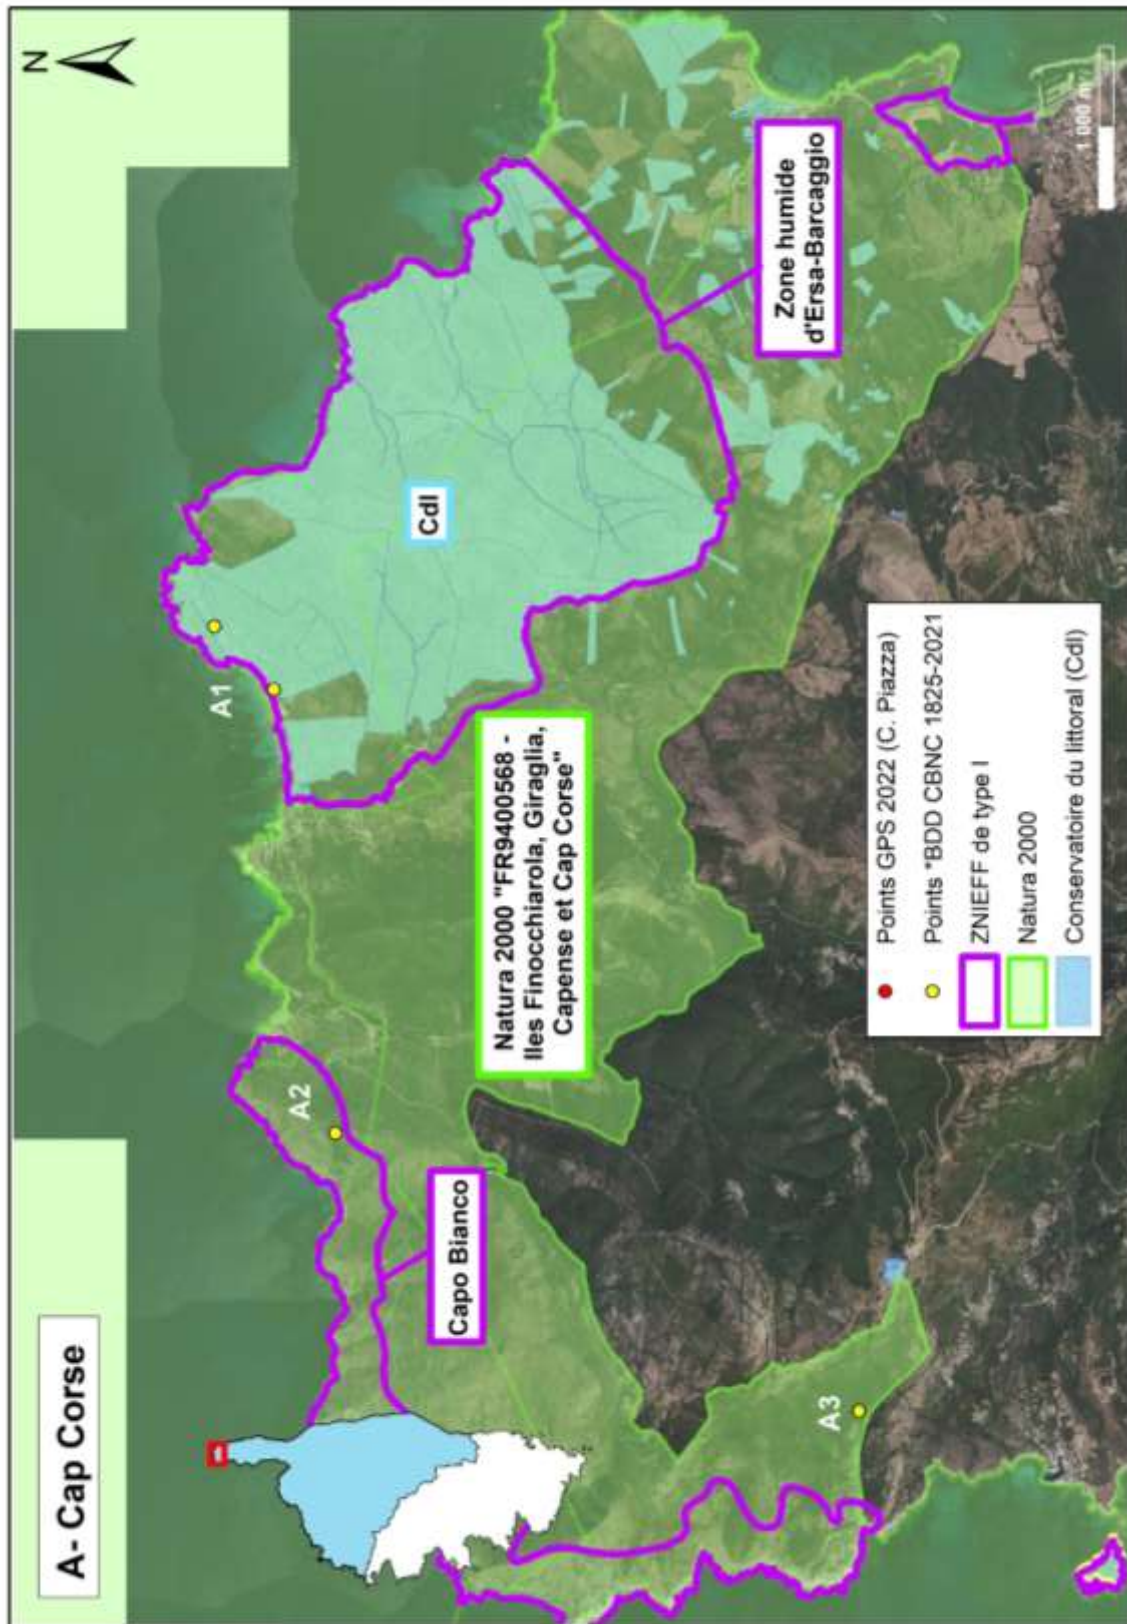 A- Cap Corse
N
A1
A2
A3
Cdl
Capo Bianco
Zone humide
d'Ersa-Barcaggio
Natura 2000 "FR9400568 -
Iles Finocchiarola, Giraglia,
Capense et Cap Corse"
Points GPS 2022 (C. Piazza)
Points "BDD CBNC 1825-2021
ZNIEFF de type I
Natura 2000
Conservatoire du littoral (Cdl)
1 000 m